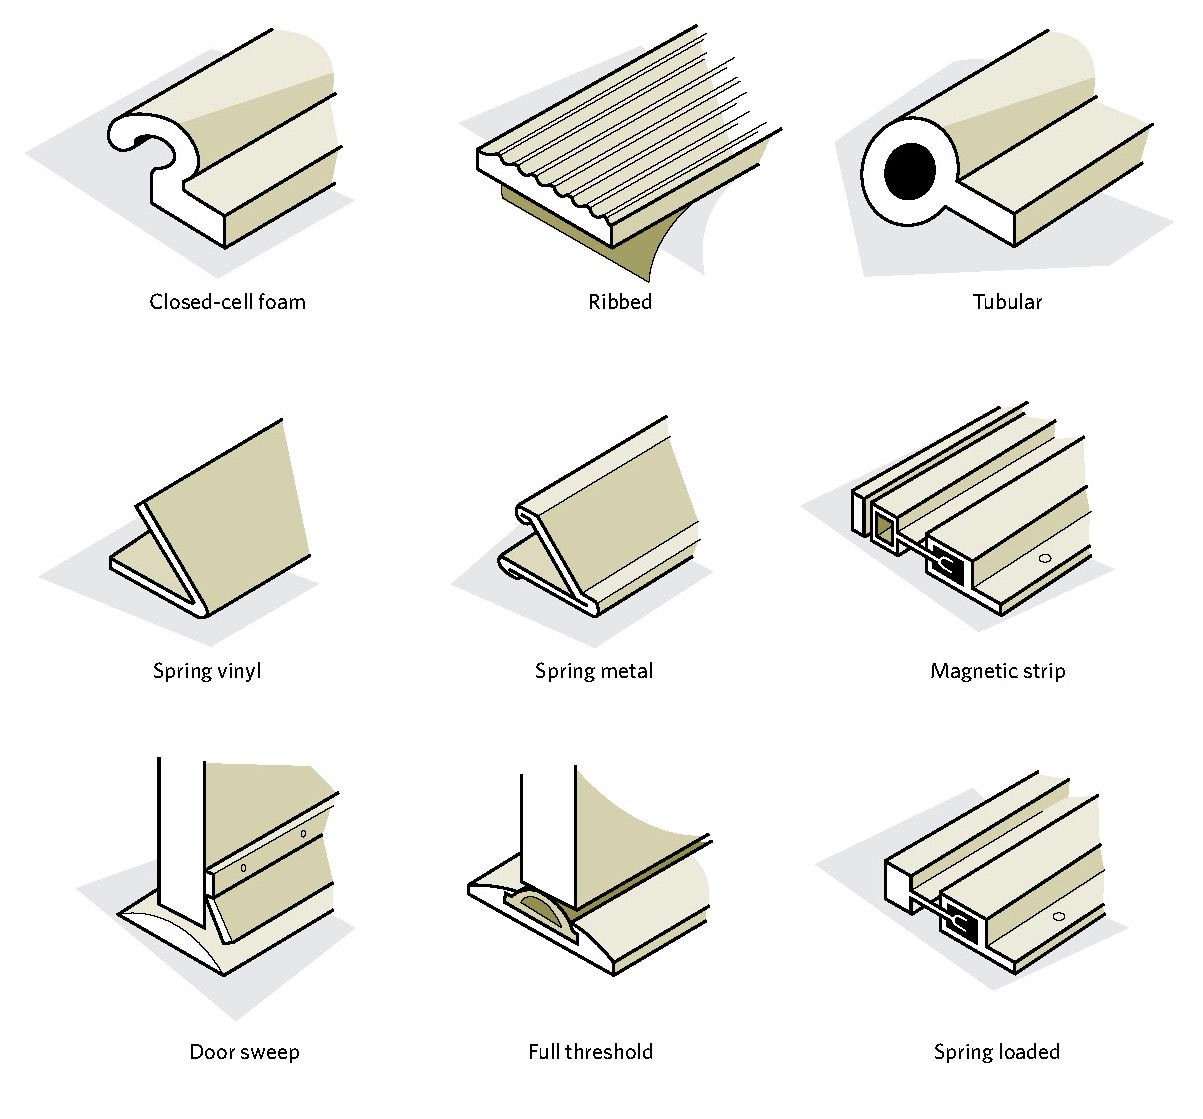 Closed-cell foam
Ribbed
Tubular
Spring vinyl
Spring metal
Magnetic strip
Door sweep
Full threshold
Spring loaded